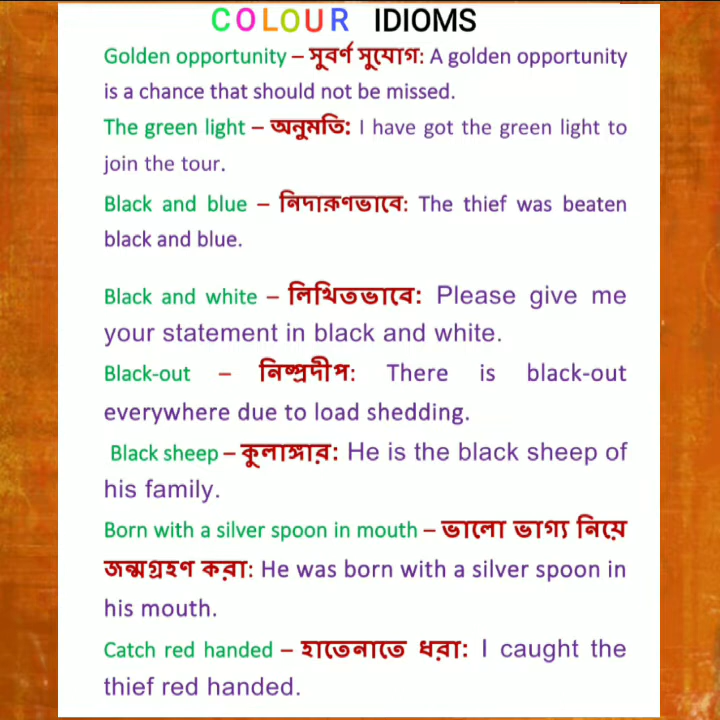 COLOUR IDIOMS
Golden opportunity – সুবর্ণ সুযোগ: A golden opportunity
is a chance that should not be missed.
The green light – অনুমতি: I have got the green light to
join the tour.
Black and blue – নিদারূণভাবে: The thief was beaten
black and blue.
Black and white – লিখিতভাবে: Please give me
your statement in black and white.
Black-out – নিষ্প্রদীপ: There is black-out
everywhere due to load shedding.
Black sheep – কুলাঙ্গার: He is the black sheep of
his family.
Born with a silver spoon in mouth – ভালো ভাগ্য নিয়ে
জন্মগ্রহণ করা: He was born with a silver spoon in
his mouth.
Catch red handed – হাতেনাতে ধরা: I caught the
thief red handed.